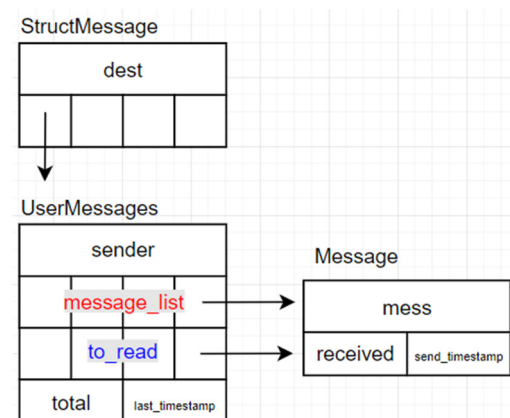 StructMessage
dest
UserMessages
sender
message_list
to_read
total
last_timestamp
Message
mess
received
send_timestamp